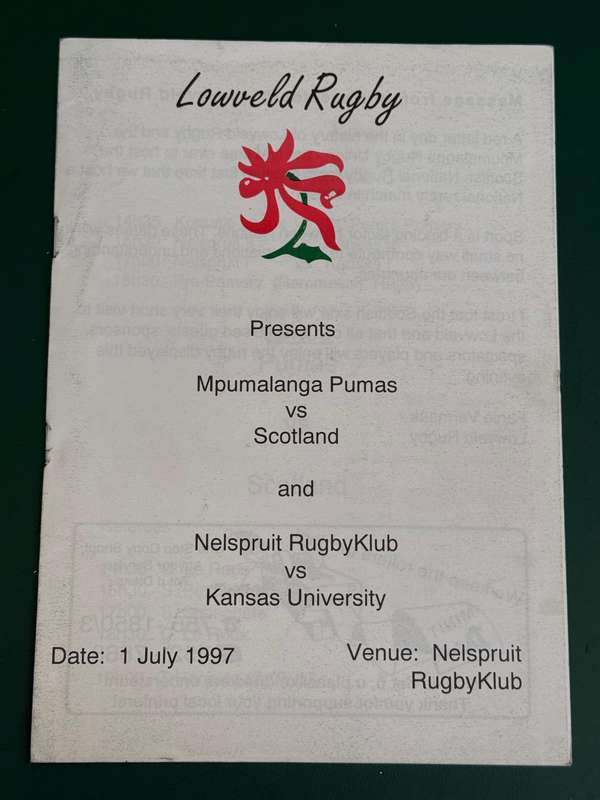 Lowveld Rugby
Presents
Mpumalanga Pumas
vs
Scotland
and
Nelspruit RugbyKlub
vs
Kansas University
Date: 1 July 1997
Venue: Nelspruit
RugbyKlub